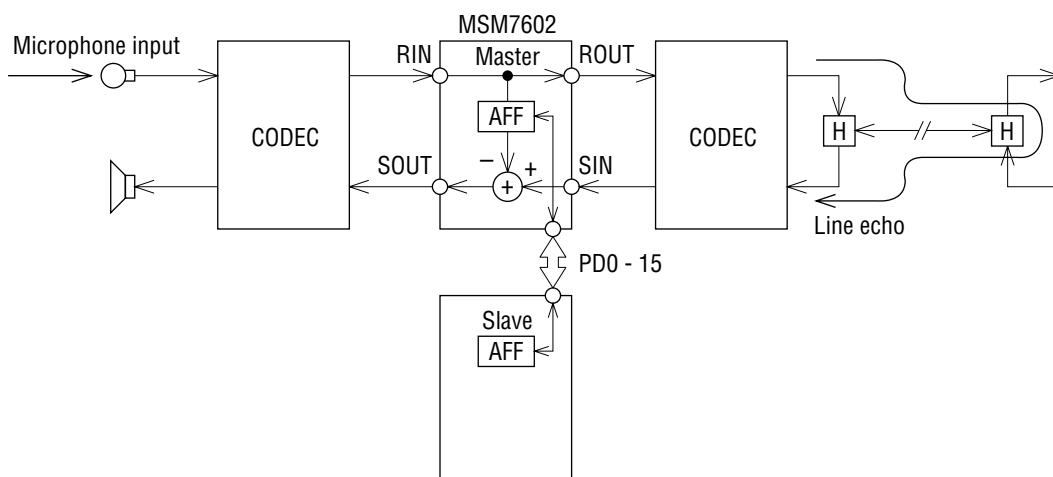 MSM7602
Microphone input
RIN
Master
ROUT
AFF
CODEC
CODEC
H
H
−
+
+
SOUT
SIN
Line echo
PD0 - 15
Slave
AFF